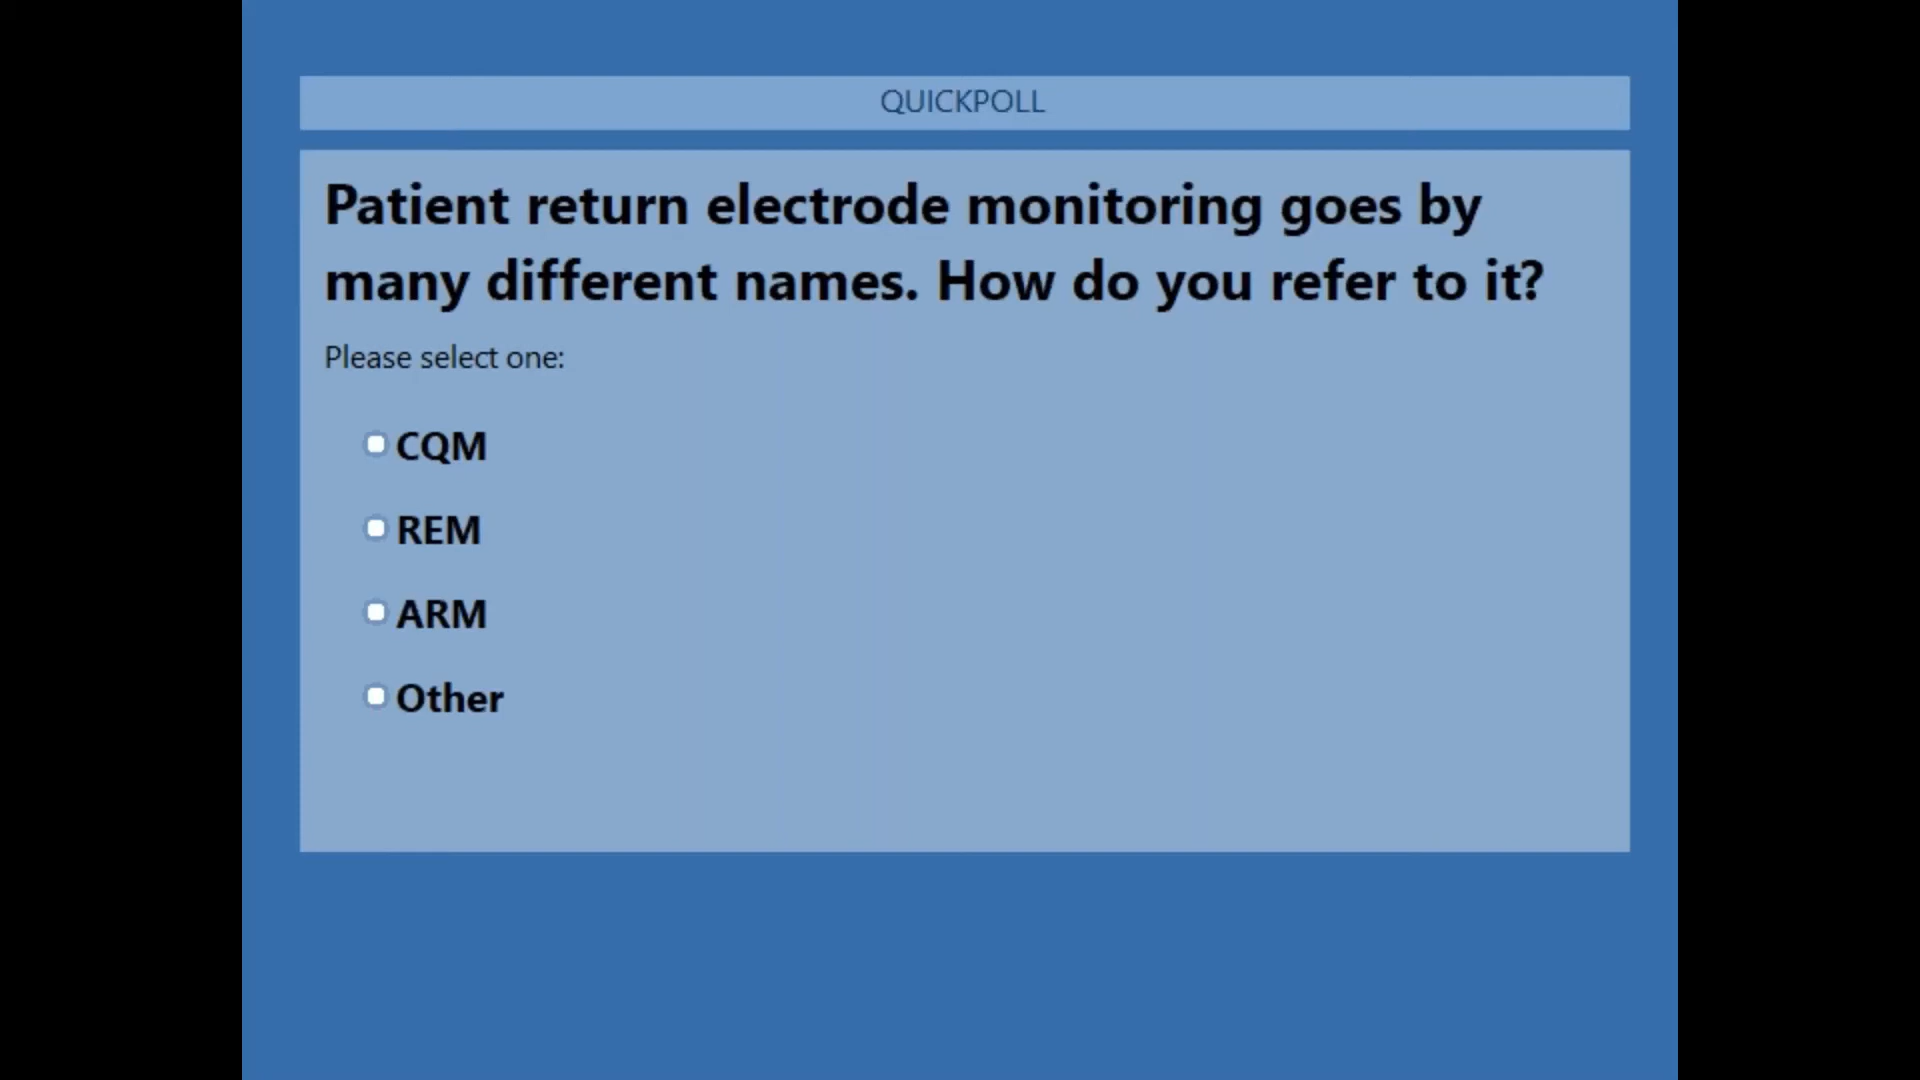 QUICKPOLL
Patient return electrode monitoring goes by
many different names. How do you refer to it?
Please select one:
CQM
REM
ARM
Other